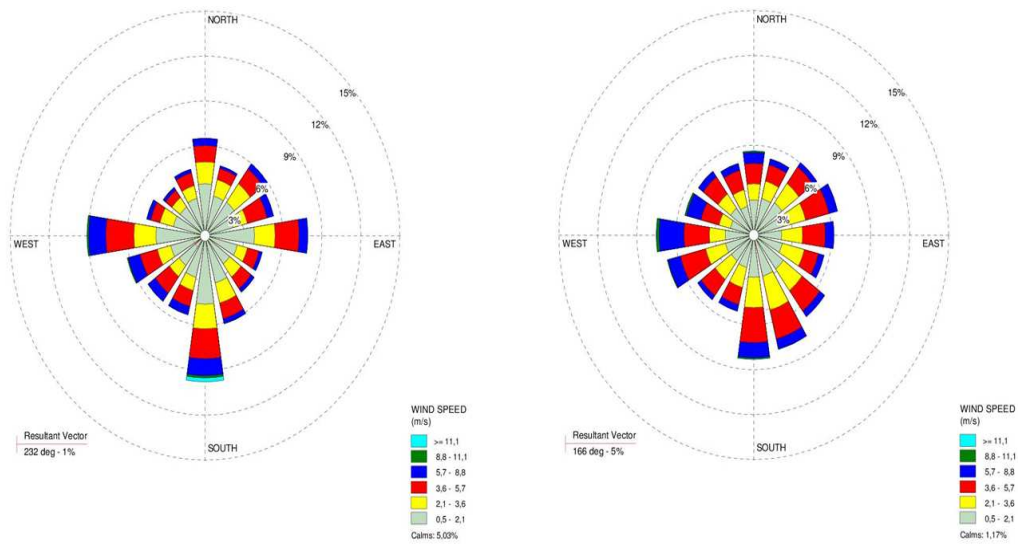 NORTH
15%
12%
9%
6%
3%
WEST
EAST
SOUTH
Resultant Vector
232 deg - 1%
WIND SPEED
(m/s)
>= 11,1
8,8 - 11,1
5,7 - 8,8
3,6 - 5,7
2,1 - 3,6
0,5 - 2,1
Calms: 5,03%
NORTH
15%
12%
9%
6%
3%
WEST
EAST
SOUTH
Resultant Vector
166 deg - 5%
WIND SPEED
(m/s)
>= 11,1
8,8 - 11,1
5,7 - 8,8
3,6 - 5,7
2,1 - 3,6
0,5 - 2,1
Calms: 1,17%